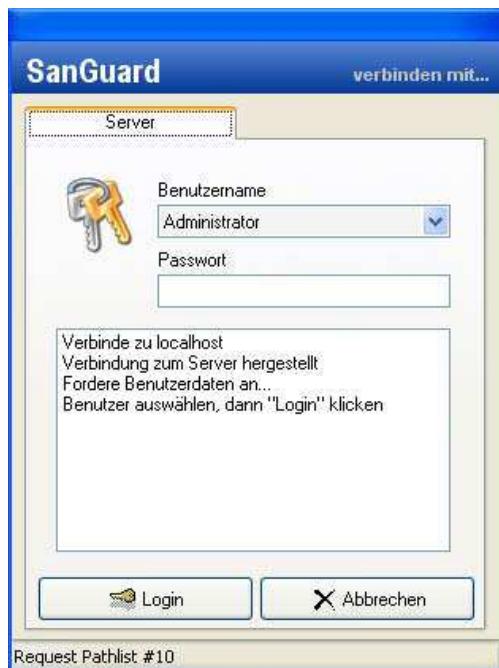 SanGuard
verbinden mit...
Server
Benutzername
Administrator
Passwort
Verbinde zu localhost
Verbindung zum Server hergestellt
Fordere Benutzerdaten an...
Benutzer auswählen, dann "Login" klicken
Login
Abbrechen
Request Pathlist #10